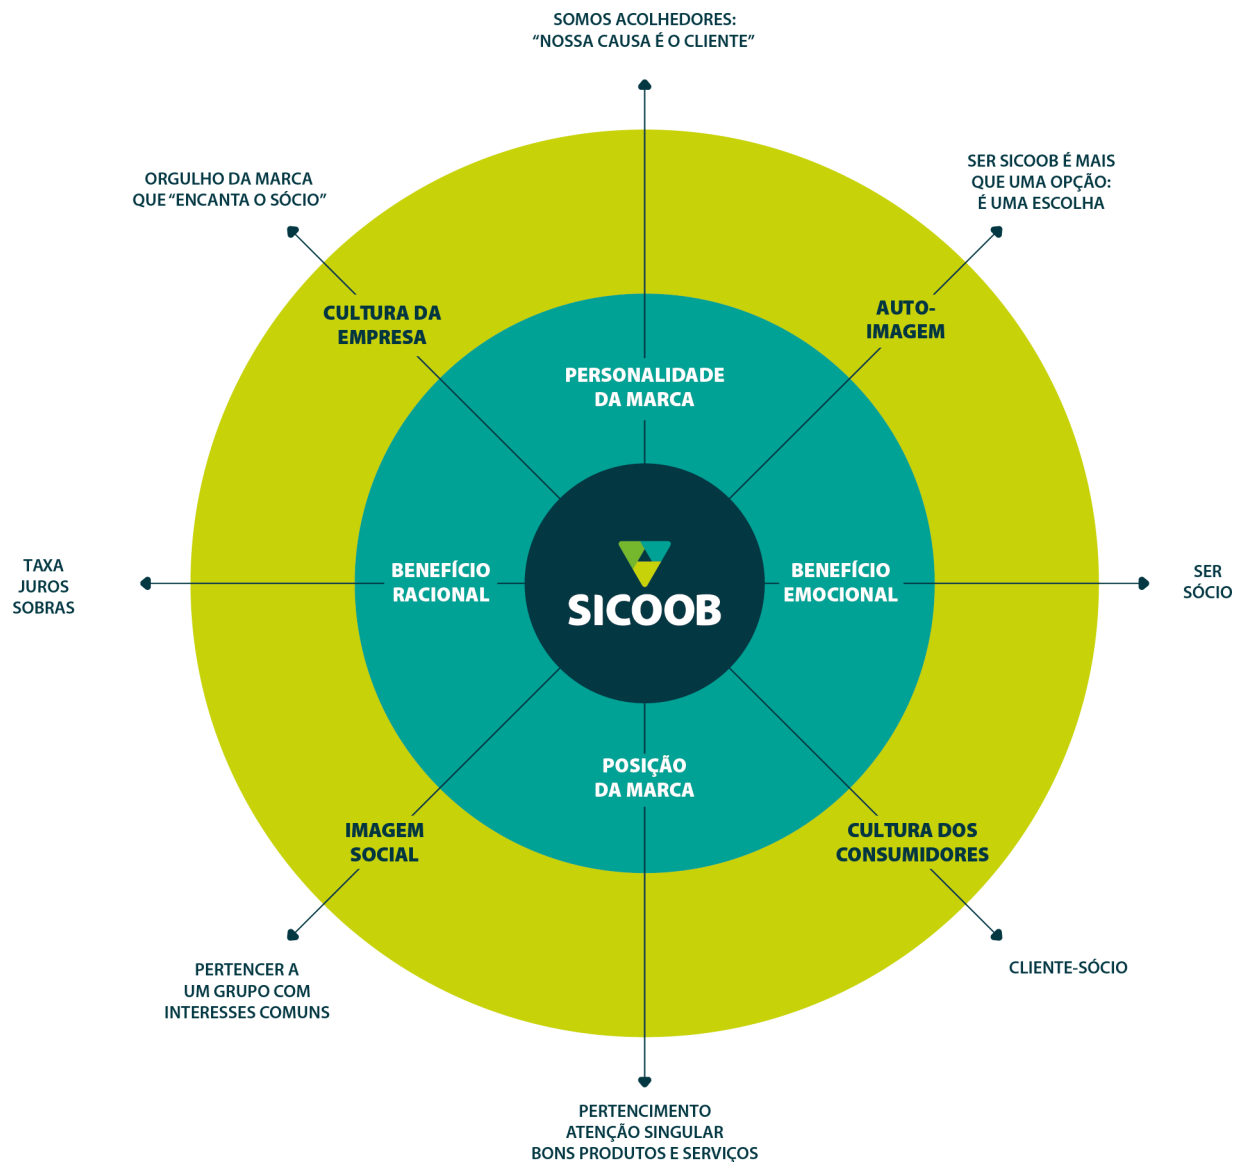 SOMOS ACOLHEDORES:
“NOSSA CAUSA É O CLIENTE”
ORGULHO DA MARCA
QUE “ENCANTA O SÓCIO”
SER SICOOB É MAIS
QUE UMA OPÇÃO:
É UMA ESCOLHA
CULTURA DA
EMPRESA
AUTO-
IMAGEM
PERSONALIDADE
DA MARCA
TAXA
JUROS
SOBRAS
BENEFÍCIO
RACIONAL
SICOOB
BENEFÍCIO
EMOCIONAL
SER
SÓCIO
POSIÇÃO
DA MARCA
IMAGEM
SOCIAL
CULTURA DOS
CONSUMIDORES
PERTENCER A
UM GRUPO COM
INTERESSES COMUNS
CLIENTE-SÓCIO
PERTENCIMENTO
ATENÇÃO SINGULAR
BONS PRODUTOS E SERVIÇOS